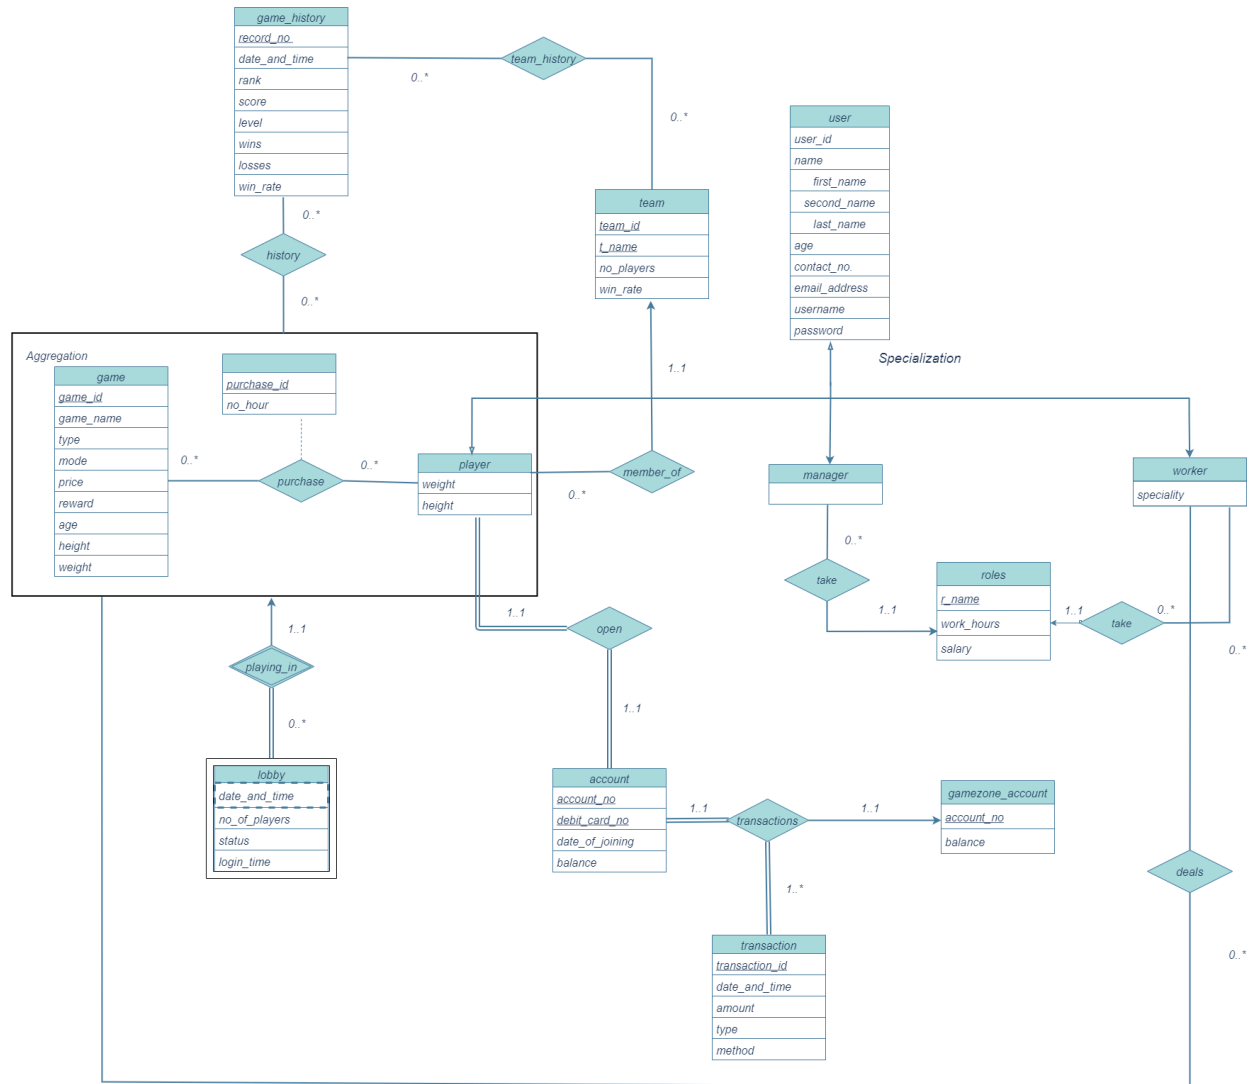 game_history
record_no
date_and_time
rank
score
level
wins
losses
win_rate
team_history
0..*
0..*
team
team_id
t_name
no_players
win_rate
user
user_id
name
first_name
second_name
last_name
age
contact_no.
email_address
username
password
Specialization
0..*
history
0..*
Aggregation
game
game_id
game_name
type
mode
price
reward
age
height
weight
purchase_id
no_hour
0..*
purchase
0..*
player
weight
height
1..1
member_of
0..*
manager
worker
speciality
0..*
take
1..1
roles
r_name
work_hours
salary
1..1
take
0..*
0..*
1..1
playing_in
0..*
lobby
date_and_time
no_of_players
status
login_time
1..1
open
1..1
account
account_no
debit_card_no
date_of_joining
balance
1..1
transactions
1..1
gamezone_account
account_no
balance
1..*
transaction
transaction_id
date_and_time
amount
type
method
deals
0..*